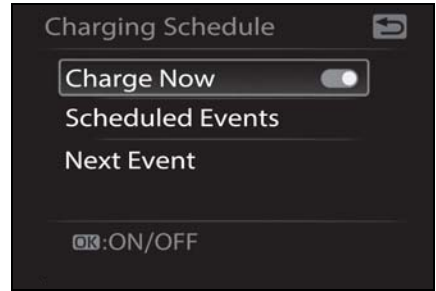 Charging Schedule
Charge Now
Scheduled Events
Next Event
OK:ON/OFF